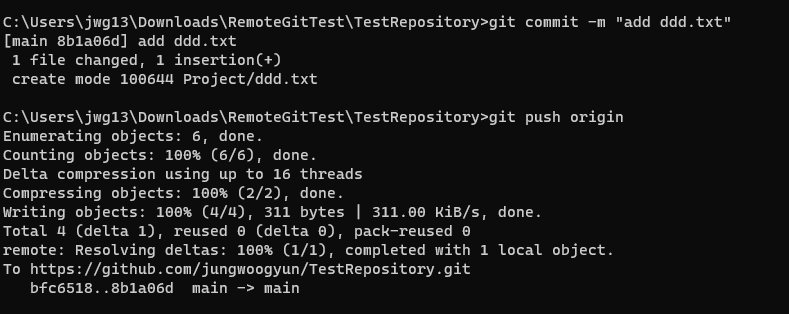 C:\Users\jwg13\Downloads\RemoteGitTest\TestRepository>git commit -m "add ddd.txt"
[main 8b1a06d] add ddd.txt
 1 file changed, 1 insertion(+)
 create mode 100644 Project/ddd.txt

C:\Users\jwg13\Downloads\RemoteGitTest\TestRepository>git push origin
Enumerating objects: 6, done.
Counting objects: 100% (6/6), done.
Delta compression using up to 16 threads
Compressing objects: 100% (2/2), done.
Writing objects: 100% (4/4), 311 bytes | 311.00 KiB/s, done.
Total 4 (delta 1), reused 0 (delta 0), pack-reused 0
remote: Resolving deltas: 100% (1/1), completed with 1 local object.
To https://github.com/jungwoogyun/TestRepository.git
   bfc6518..8b1a06d  main -> main